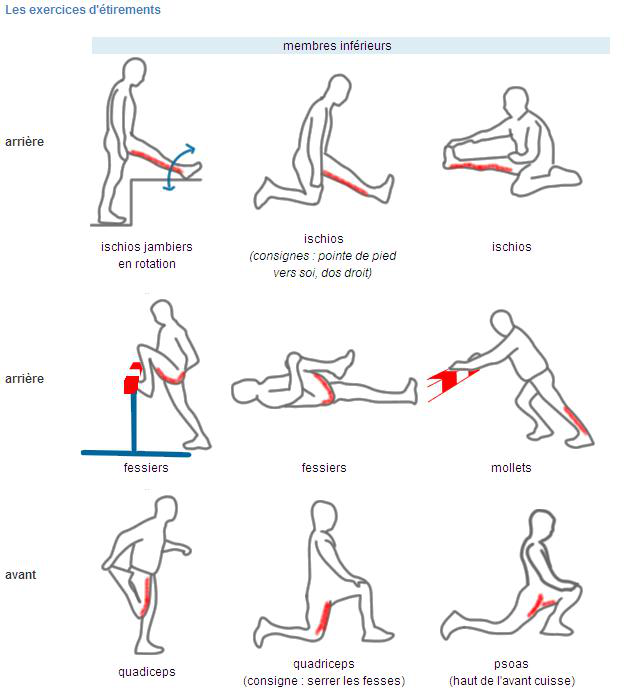 Les exercices d'étirements
membres inférieurs
arrière
ischios jambiers
en rotation
ischios
(consignes : pointe de pied
vers soi, dos droit)
ischios
arrière
fessiers
fessiers
mollets
avant
quadiceps
quadriceps
(consigne : serrer les fesses)
psoas
(haut de l'avant cuisse)